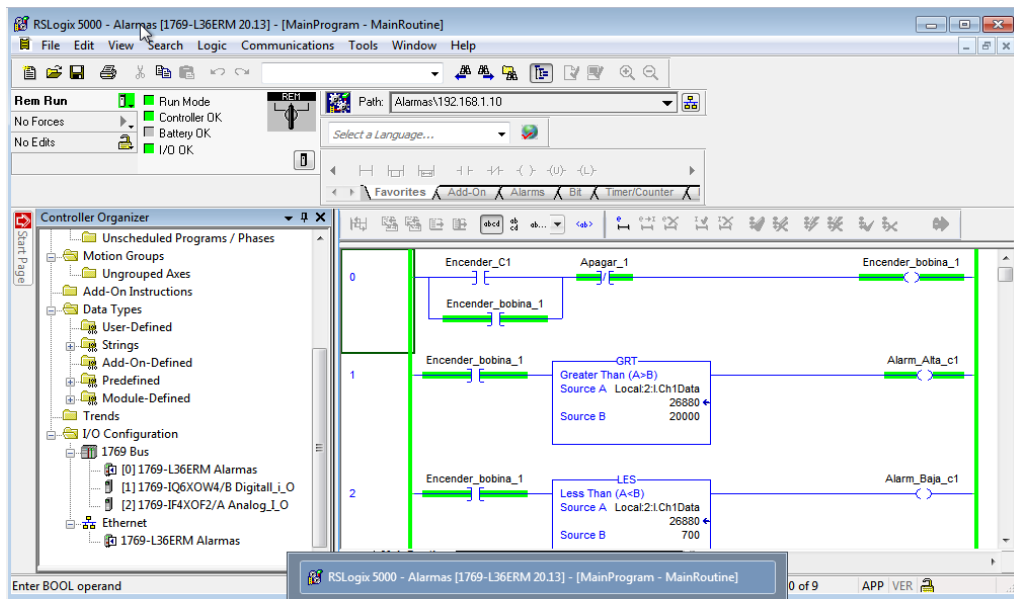 RSLogix 5000 - Alarmas [1769-L36ERM 20.13] - [MainProgram - MainRoutine]
File Edit View Search Logic Communications Tools Window Help
Rem Run
Run Mode
REM
Path: Alarmas\192.168.1.10
No Forces
Controller OK
Battery OK
Select a Language...
No Edits
I/O OK
Favorites Add-On Alarms Bit Timer/Counter
Start Page
Controller Organizer
Unscheduled Programs / Phases
Motion Groups
Ungrouped Axes
Add-On Instructions
Data Types
User-Defined
Strings
Add-On-Defined
Predefined
Module-Defined
Trends
I/O Configuration
1769 Bus
[0] 1769-L36ERM Alarmas
[1] 1769-IQ6XOW4/B Digitall_i_O
[2] 1769-IF4XOF2/A Analog_I_O
Ethernet
1769-L36ERM Alarmas
abcd ab... <ab>
0
Encender_C1 Apagar_1 Encender_bobina_1
Encender_bobina_1
1
Encender_bobina_1 GRT Alarm_Alta_c1
Greater Than (A>B)
Source A Local:2:I.Ch1Data
26880
Source B 20000
2
Encender_bobina_1 LES Alarm_Baja_c1
Less Than (A<B)
Source A Local:2:I.Ch1Data
26880
Source B 700
RSLogix 5000 - Alarmas [1769-L36ERM 20.13] - [MainProgram - MainRoutine]
Enter BOOL operand
0 of 9 APP VER